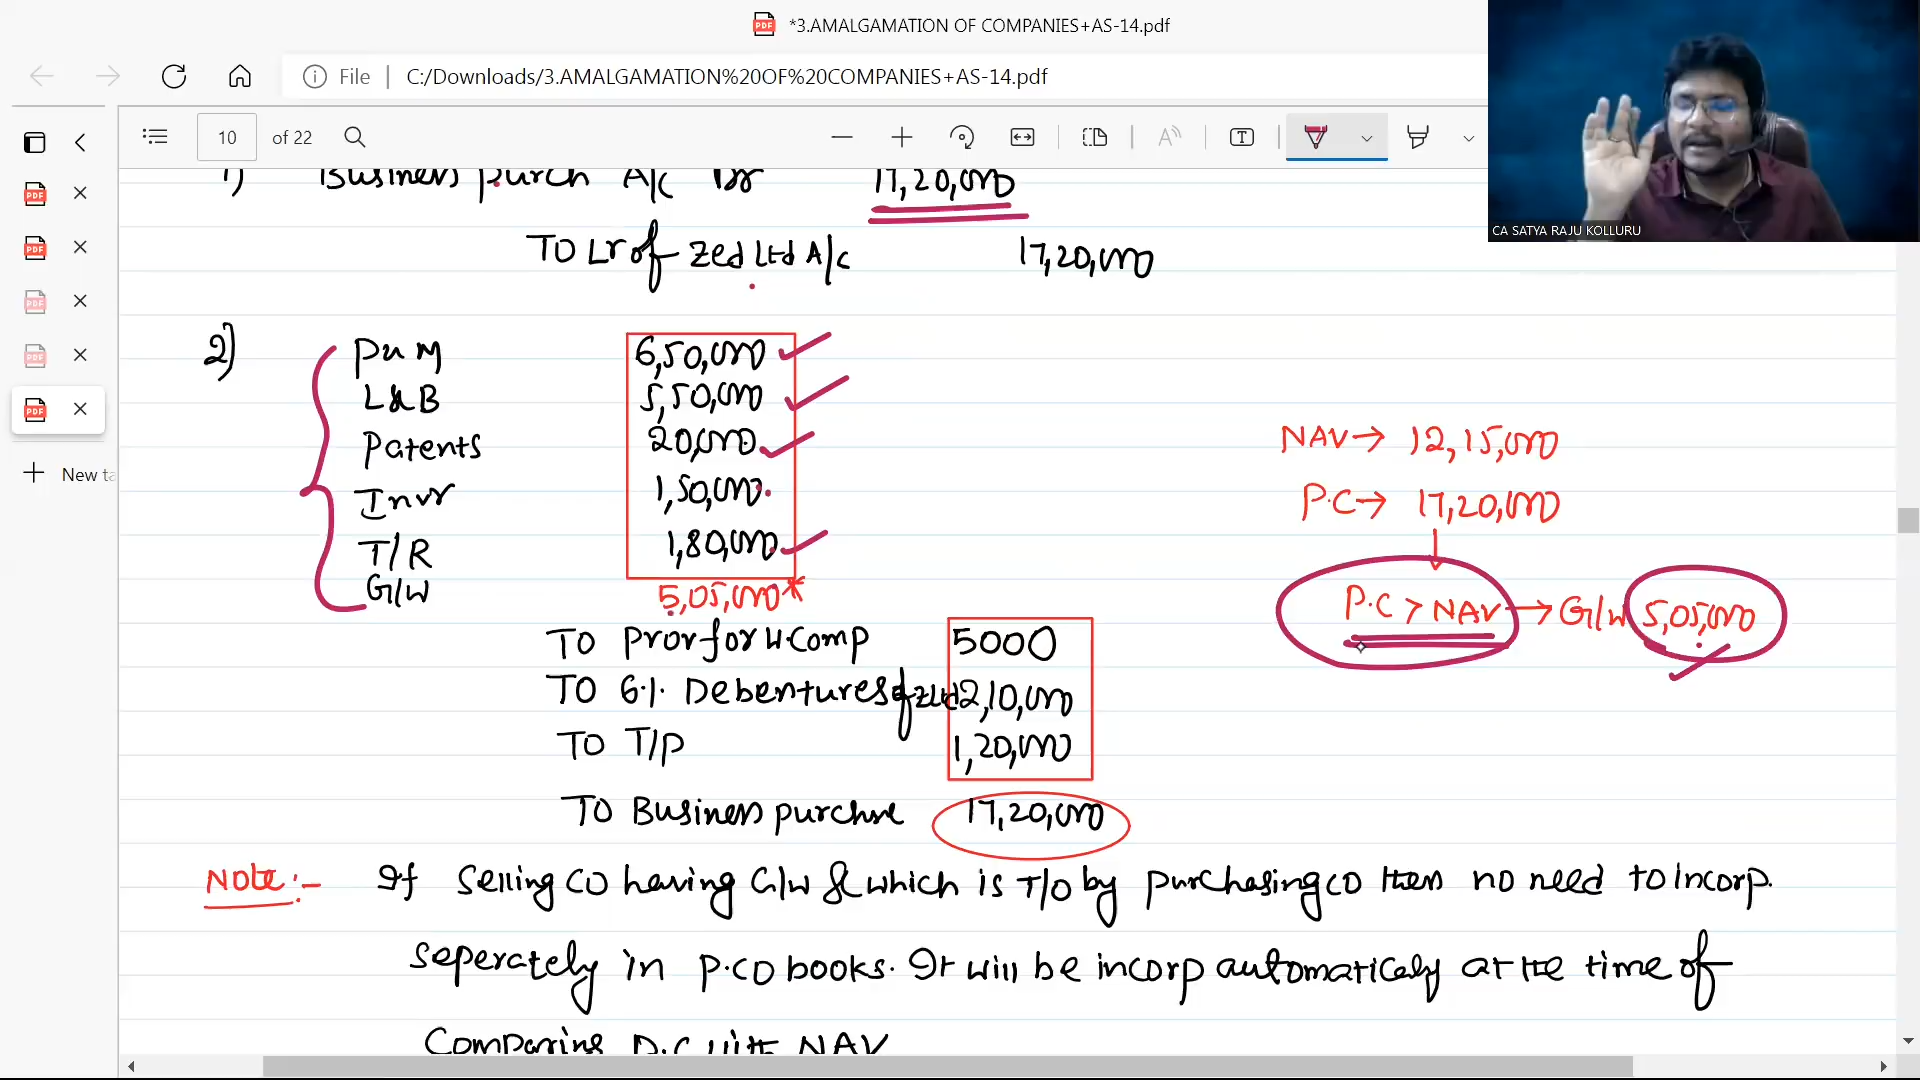 *3.AMALGAMATION OF COMPANIES+AS-14.pdf
File C:/Downloads/3.AMALGAMATION%20OF%20COMPANIES+AS-14.pdf
10 of 22
CA SATYA RAJU KOLLURU
New ta
1) Business purch A/c Dr 17,20,000
TO Lr of Zed Ltd A/c 17,20,000
2) P u M 6,50,000
L & B 5,50,000
Patents 20,000
Invr 1,50,000
T/R 1,80,000
G/W 5,05,000*
TO Prov for W.Comp 5000
TO 6% Debentures of Z Ltd 2,10,000
TO T/P 1,20,000
TO Business purchase 17,20,000
NAV → 12,15,000
P.C → 17,20,000
P.C > NAV → G/W 5,05,000
Note:- If selling CO having G/W & which is T/O by purchasing CO then no need to incorp.
seperately in P.CO books. It will be incorp automatically at the time of
Comparing P.C with NAV